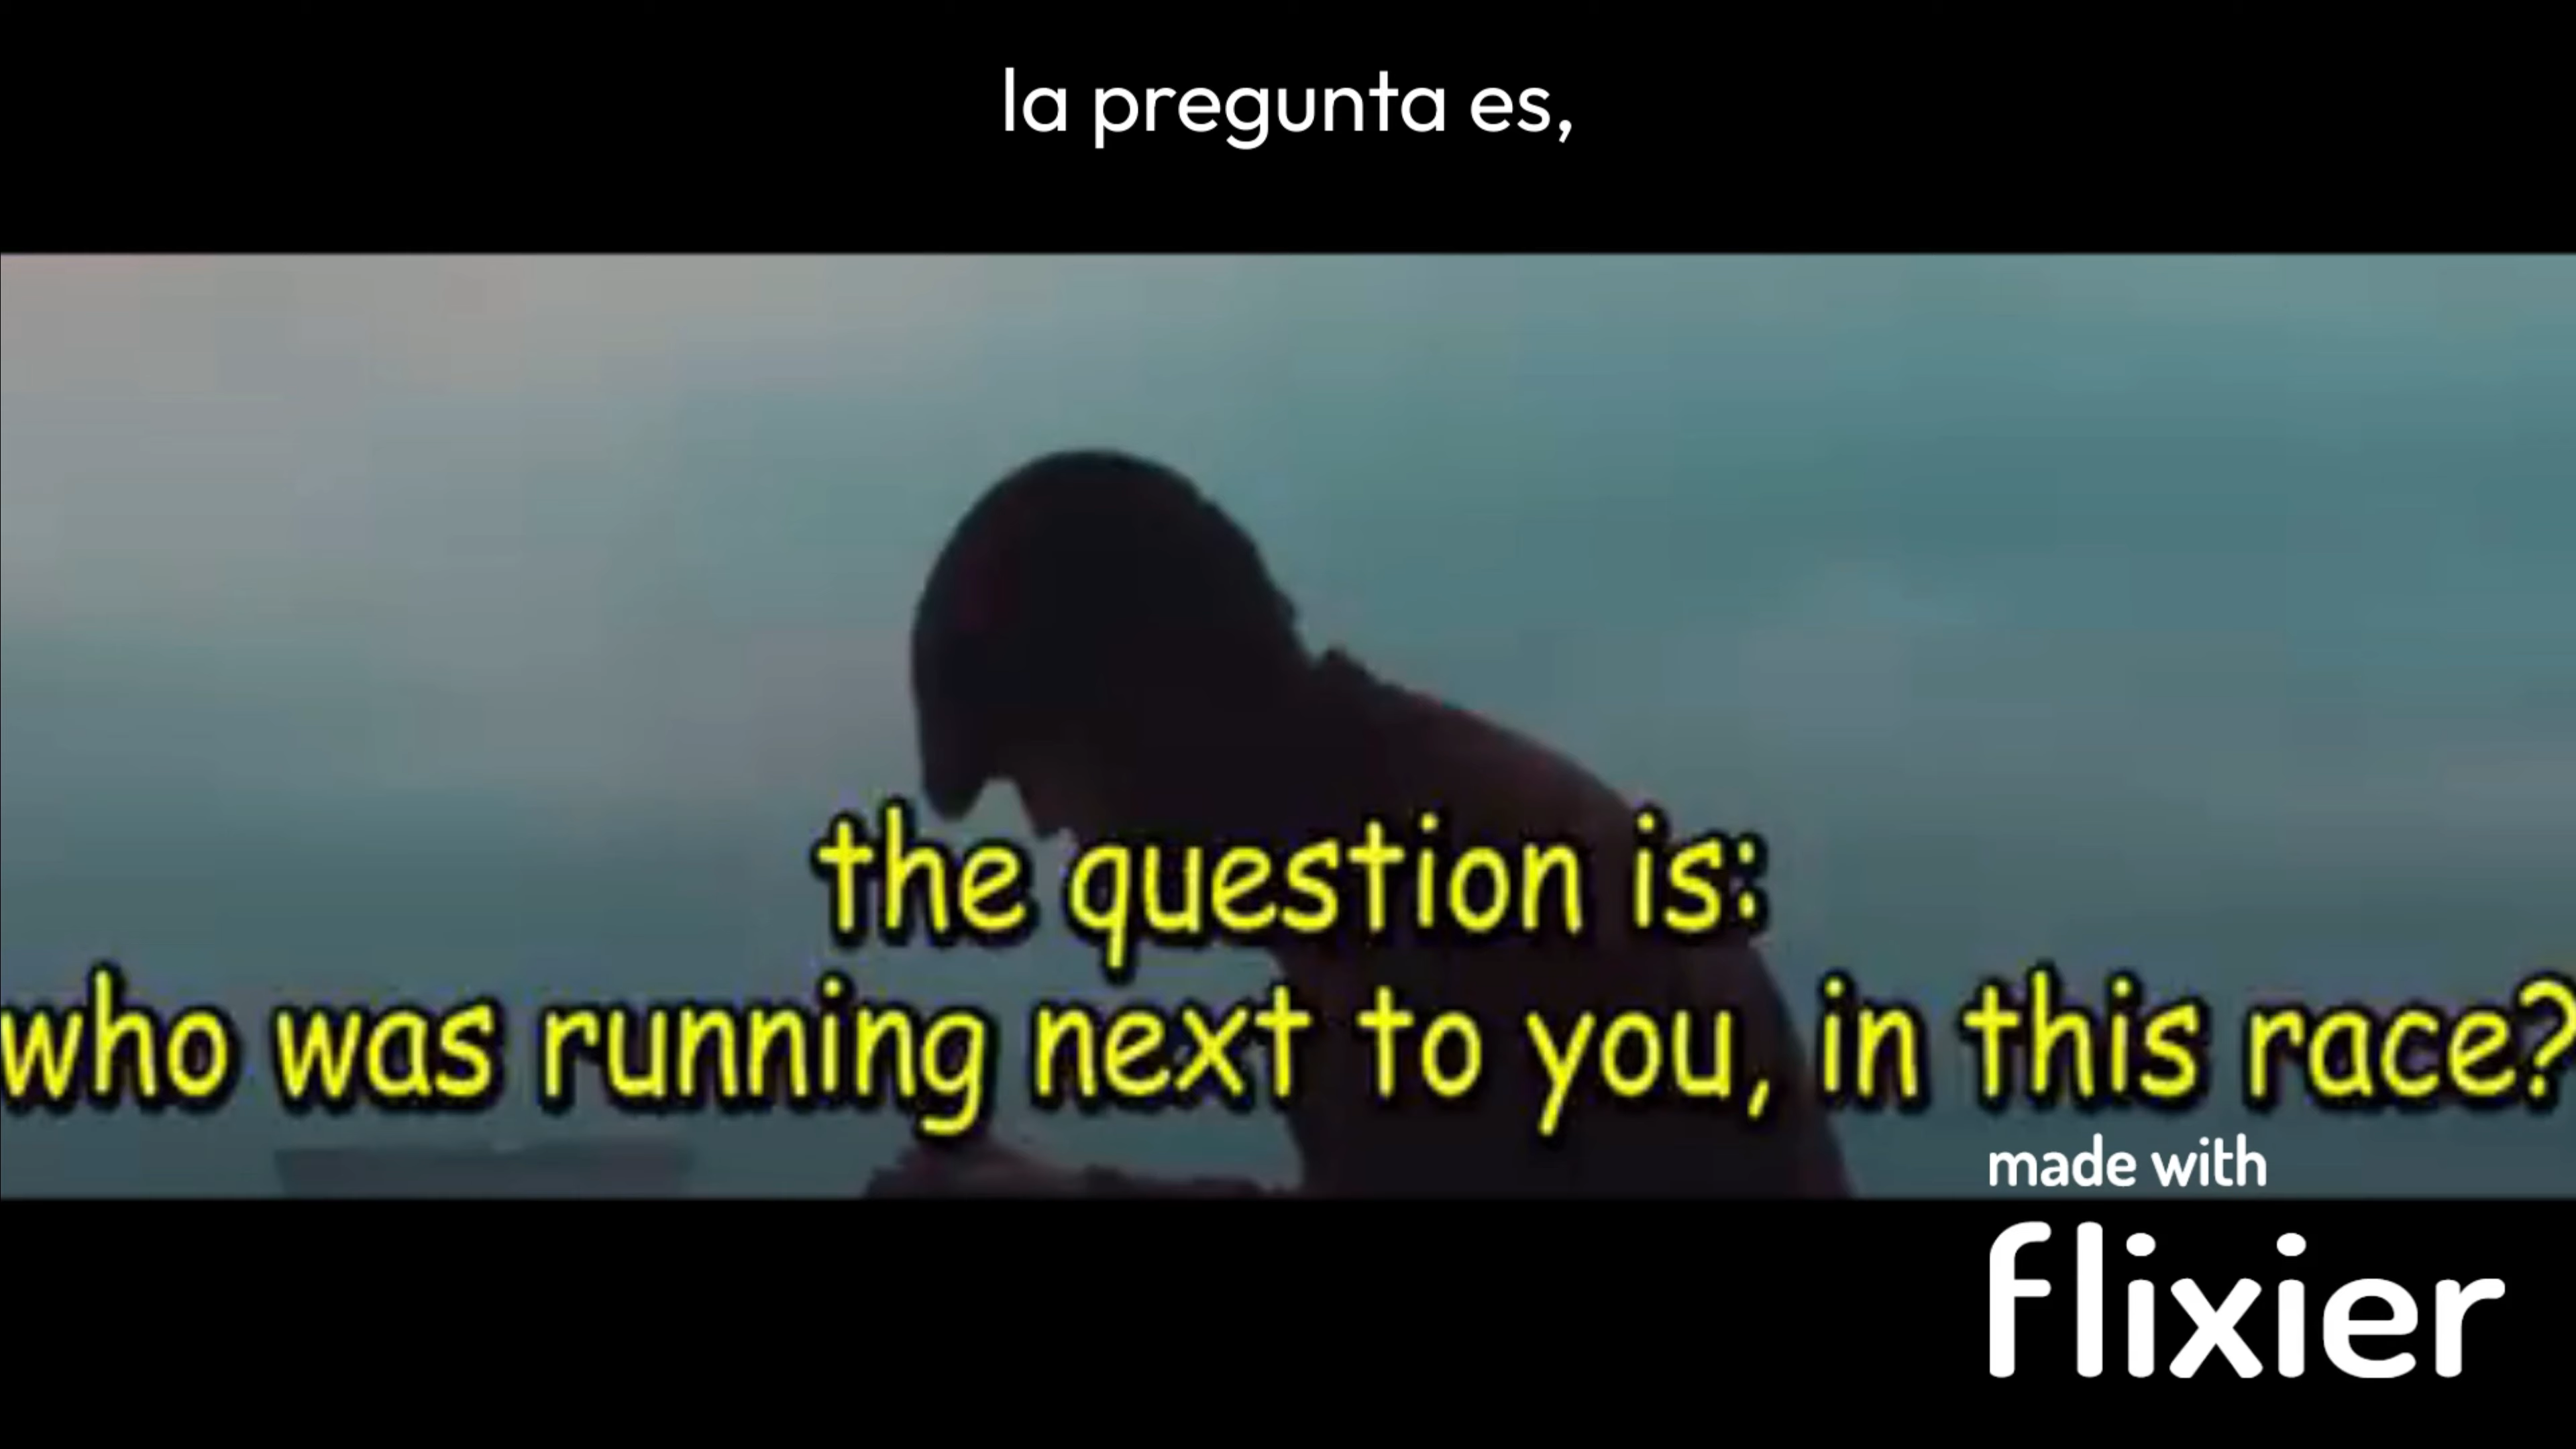 la pregunta es,
the question is:
who was running next to you, in this race?
made with
flixier